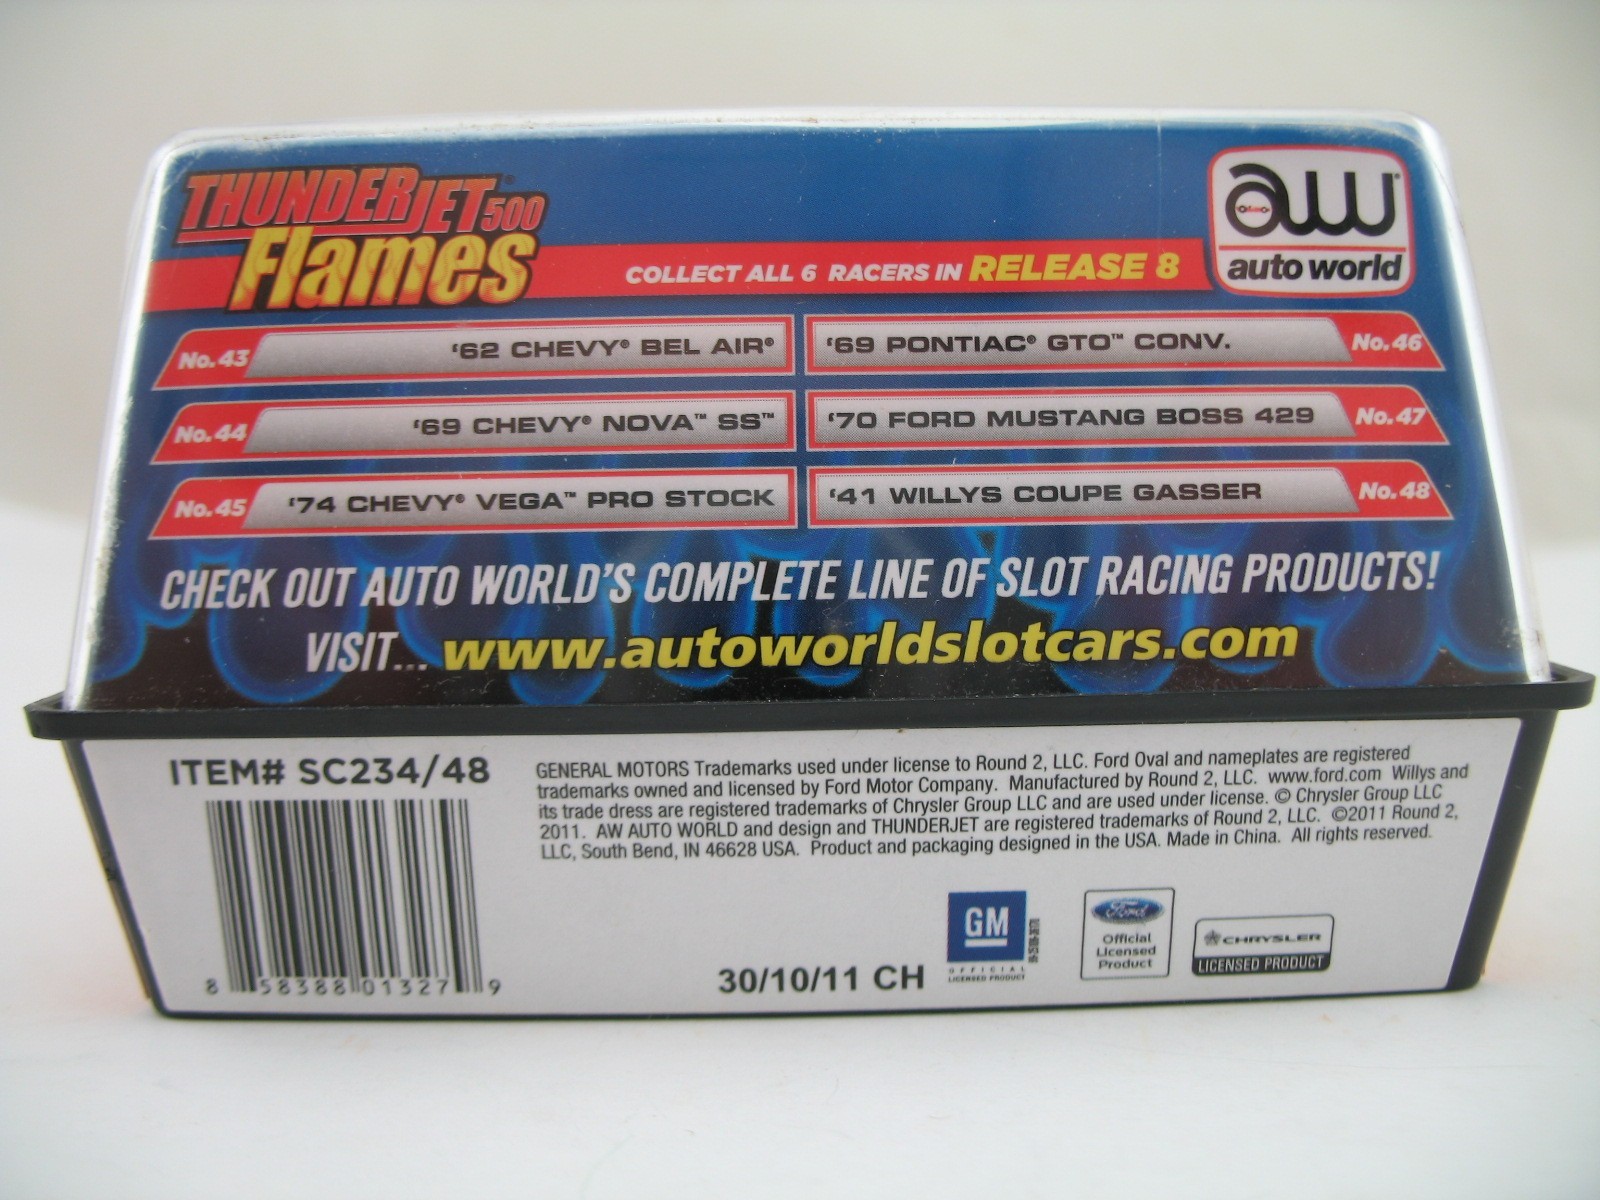 THUNDERJET® 500
Flames
COLLECT ALL 6 RACERS IN RELEASE 8
aw®
auto world
No.43 '62 CHEVY® BEL AIR®
'69 PONTIAC® GTO™ CONV. No.46
No.44 '69 CHEVY® NOVA™ SS™
'70 FORD MUSTANG BOSS 429 No.47
No.45 '74 CHEVY® VEGA™ PRO STOCK
'41 WILLYS COUPE GASSER No.48
CHECK OUT AUTO WORLD'S COMPLETE LINE OF SLOT RACING PRODUCTS!
VISIT... www.autoworldslotcars.com
ITEM# SC234/48
8 58388 01327 9
GENERAL MOTORS Trademarks used under license to Round 2, LLC. Ford Oval and nameplates are registered
trademarks owned and licensed by Ford Motor Company. Manufactured by Round 2, LLC. www.ford.com Willys and
its trade dress are registered trademarks of Chrysler Group LLC and are used under license. © Chrysler Group LLC
2011. AW AUTO WORLD and design and THUNDERJET are registered trademarks of Round 2, LLC. ©2011 Round 2,
LLC, South Bend, IN 46628 USA. Product and packaging designed in the USA. Made in China. All rights reserved.
30/10/11 CH
GM
OFFICIAL
LICENSED PRODUCT
Ford
Official
Licensed
Product
CHRYSLER
LICENSED PRODUCT